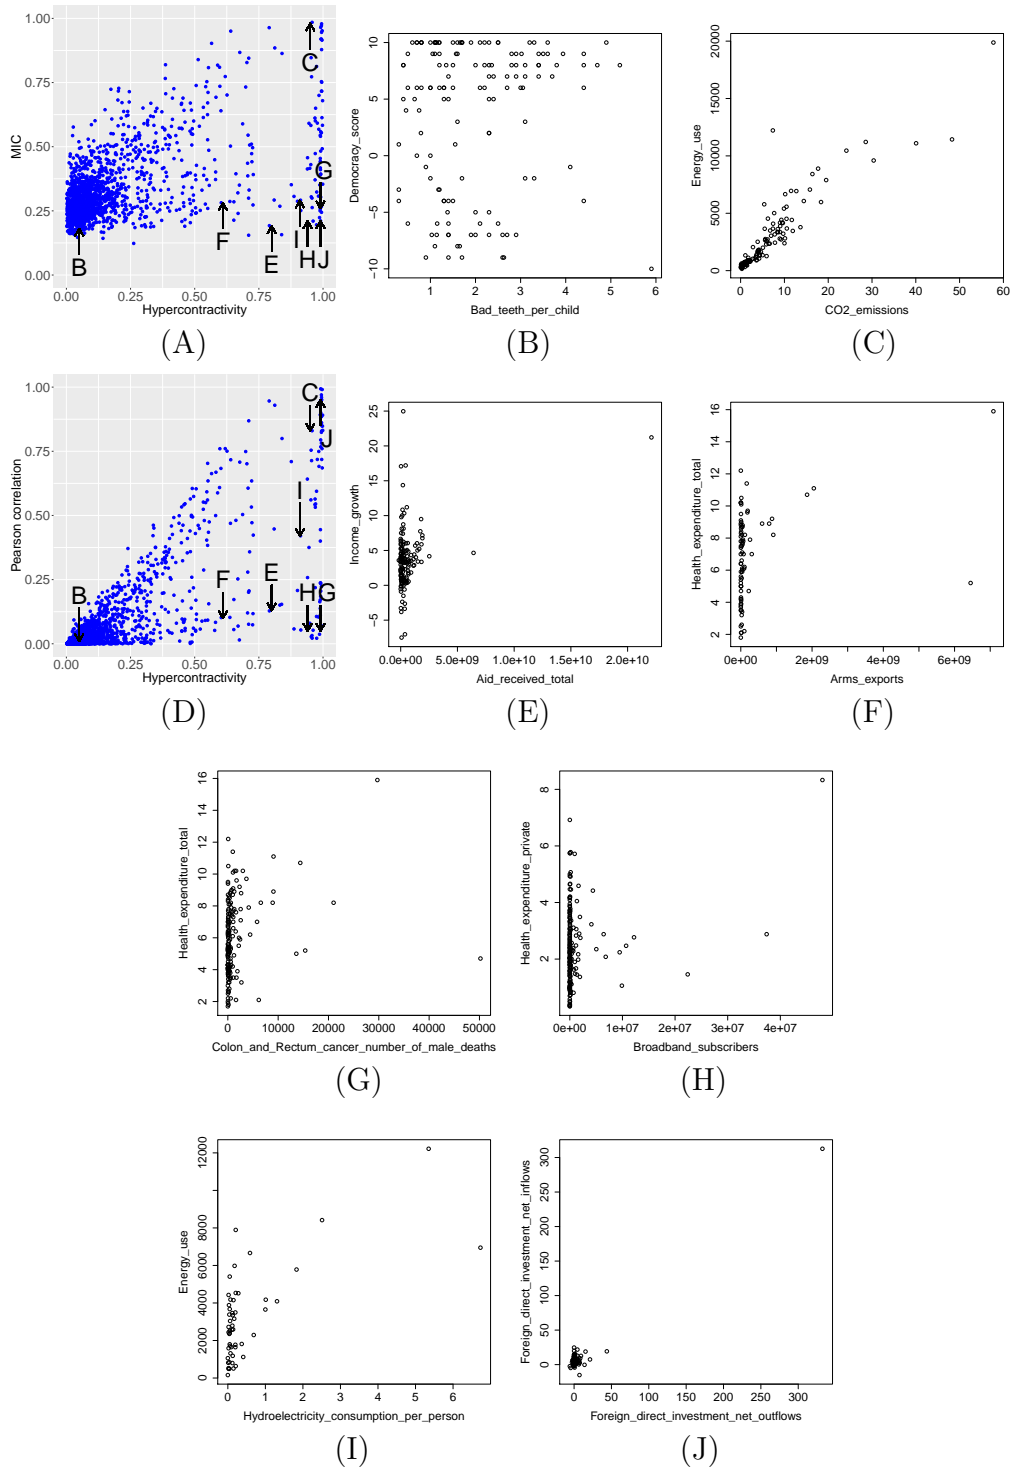 1.00
0.75
0.50
0.25
0.00
MIC
C
G
F
I
B
E
H
J
0.00 0.25 0.50 0.75 1.00
Hypercontractivity
(A)
10
5
0
−5
−10
Democracy_score
1 2 3 4 5 6
Bad_teeth_per_child
(B)
20000
10000
5000
0
Energy_use
0 10 20 30 40 50 60
CO2_emissions
(C)
1.00
0.75
0.50
0.25
0.00
Pearson correlation
C
J
I
B
F
E
H
G
0.00 0.25 0.50 0.75 1.00
Hypercontractivity
(D)
25
20
15
10
5
0
−5
Income_growth
0.0e+00 5.0e+09 1.0e+10 1.5e+10 2.0e+10
Aid_received_total
(E)
16
14
12
10
8
6
4
2
Health_expenditure_total
0e+00 2e+09 4e+09 6e+09
Arms_exports
(F)
16
14
12
10
8
6
4
2
Health_expenditure_total
0 10000 20000 30000 40000 50000
Colon_and_Rectum_cancer_number_of_male_deaths
(G)
8
6
4
2
Health_expenditure_private
0e+00 1e+07 2e+07 4e+07
Broadband_subscribers
(H)
12000
8000
6000
4000
2000
0
Energy_use
0 1 2 3 4 5 6
Hydroelectricity_consumption_per_person
(I)
300
250
200
150
100
50
0
Foreign_direct_investment_net_inflows
0 50 100 150 200 250 300
Foreign_direct_investment_net_outflows
(J)